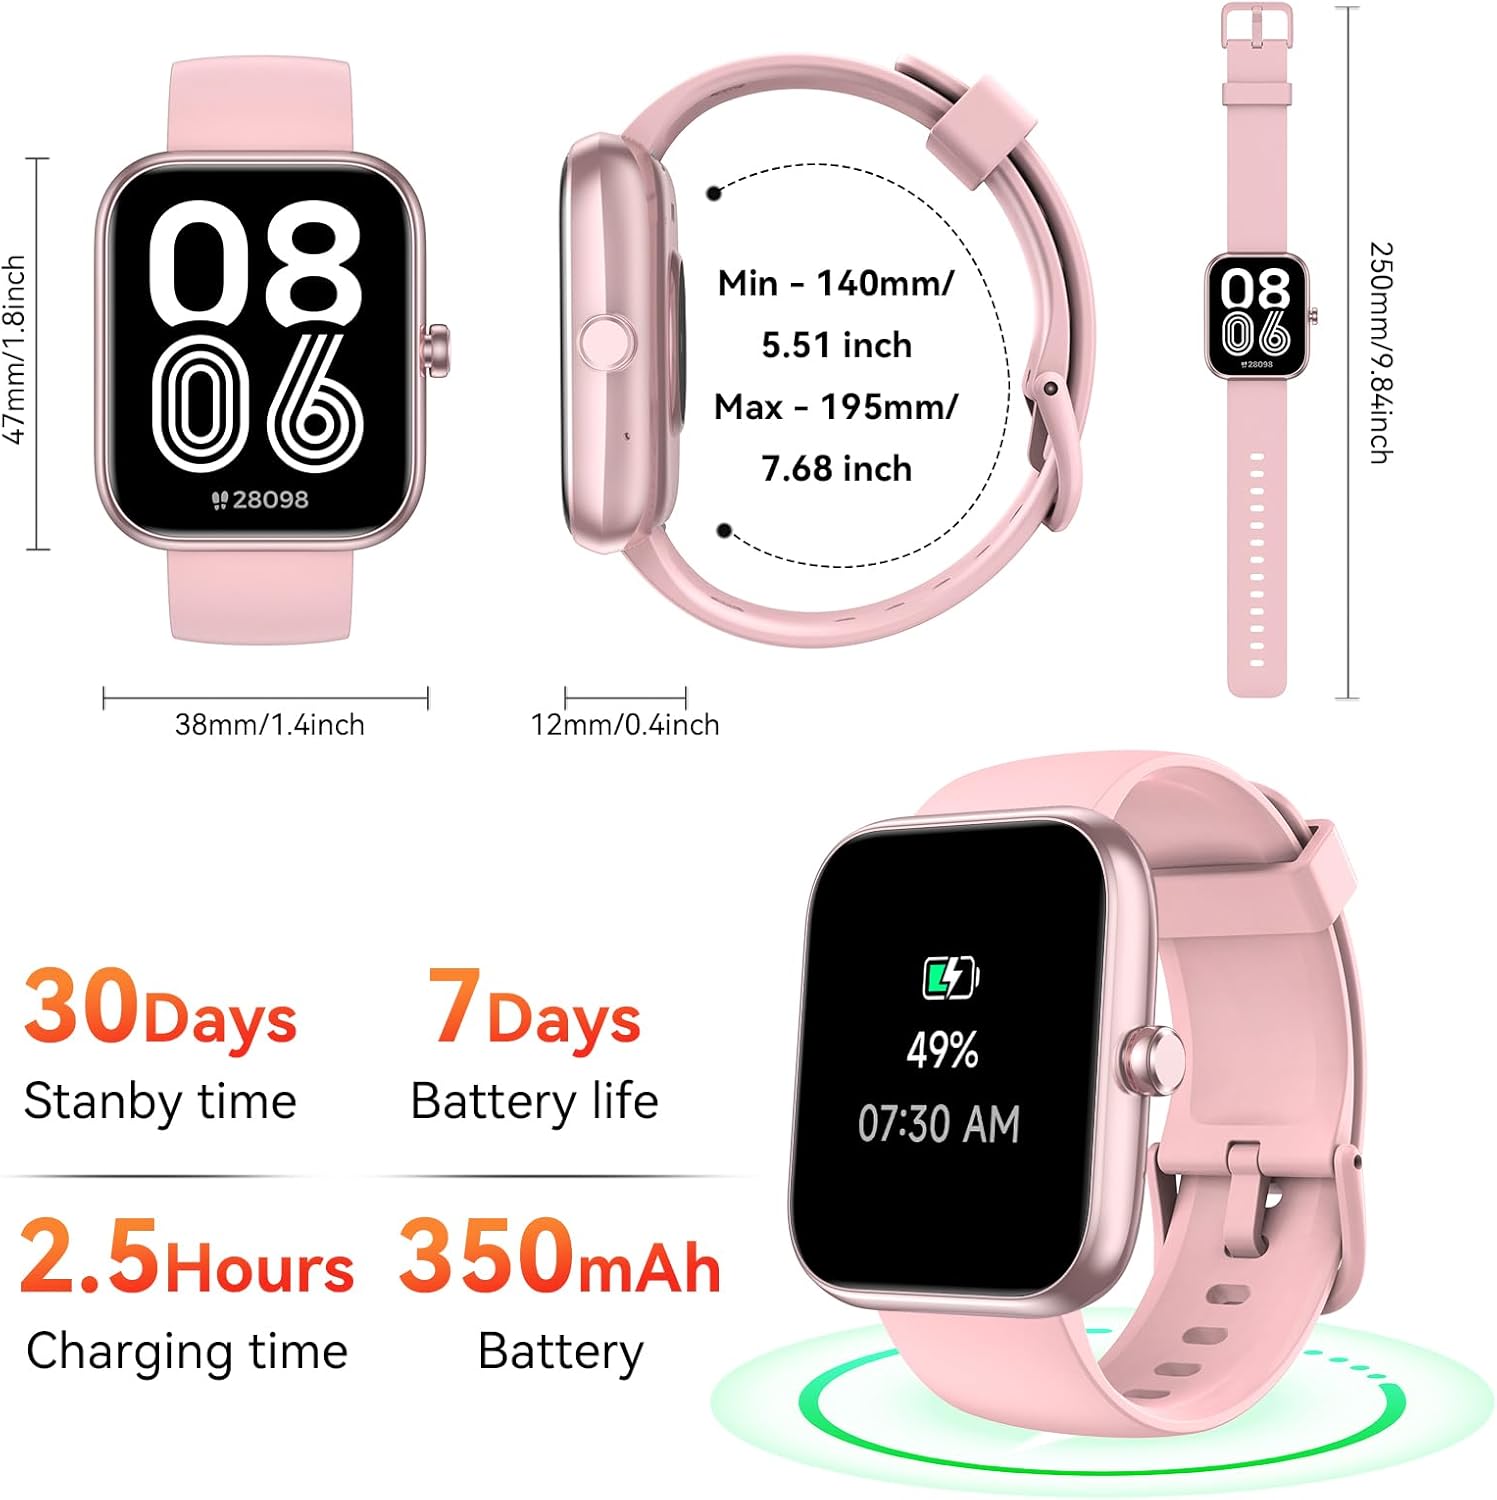 08
06
28098
47mm/1.8inch
38mm/1.4inch
Min - 140mm/
5.51 inch
Max - 195mm/
7.68 inch
12mm/0.4inch
08
06
28098
250mm/9.84inch
30Days
Stanby time
7Days
Battery life
2.5Hours
Charging time
350mAh
Battery
49%
07:30 AM